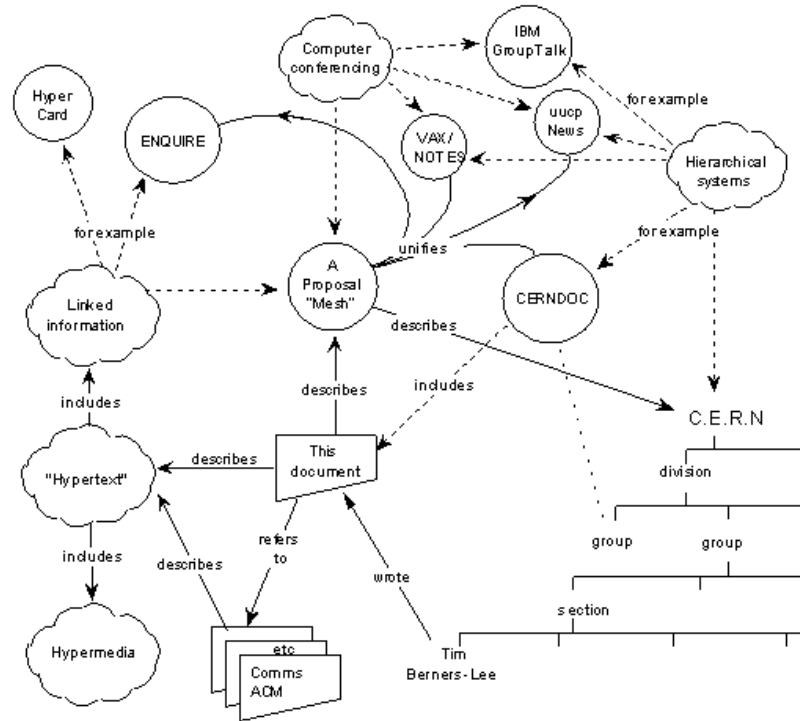 IBM
GroupTalk
Computer
conferencing
Hyper
Card
for example
uucp
News
ENQUIRE
VAX/
NOTES
Hierarchical
systems
for example
unifies
for example
A
Proposal
"Mesh"
CERNDOC
Linked
information
describes
includes
describes
includes
C.E.R.N
This
document
describes
"Hypertext"
division
refers
to
group
group
includes
describes
wrote
section
Hypermedia
etc
Comms
ACM
Tim
Berners-Lee